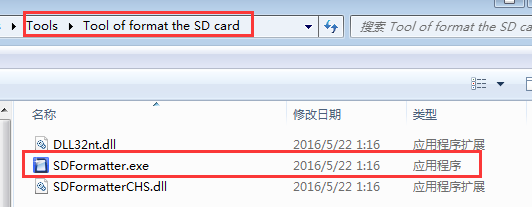 Tools Tool of format the SD card
搜索 Tool of format the SD ca
名称 修改日期 类型
DLL32nt.dll 2016/5/22 1:16 应用程序扩展
SDFormatter.exe 2016/5/22 1:16 应用程序
SDFormatterCHS.dll 2016/5/22 1:16 应用程序扩展